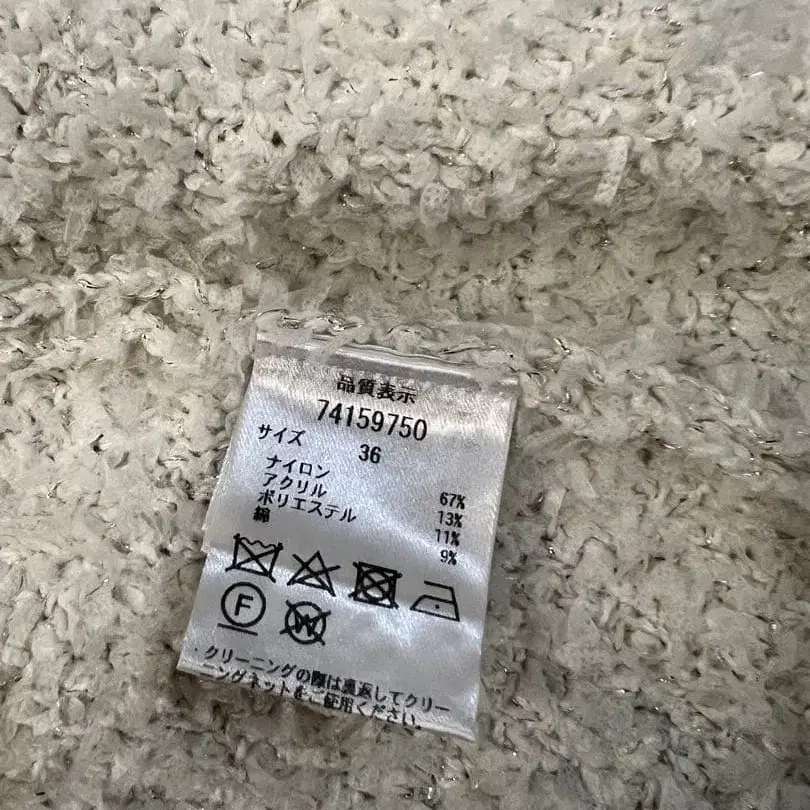 品質表示
74159750
サイズ
36
ナイロン 67%
アクリル 13%
ポリエステル 11%
綿 9%
F W
・クリーニングの際は裏返してクリー
ニングネットをご使用ください。